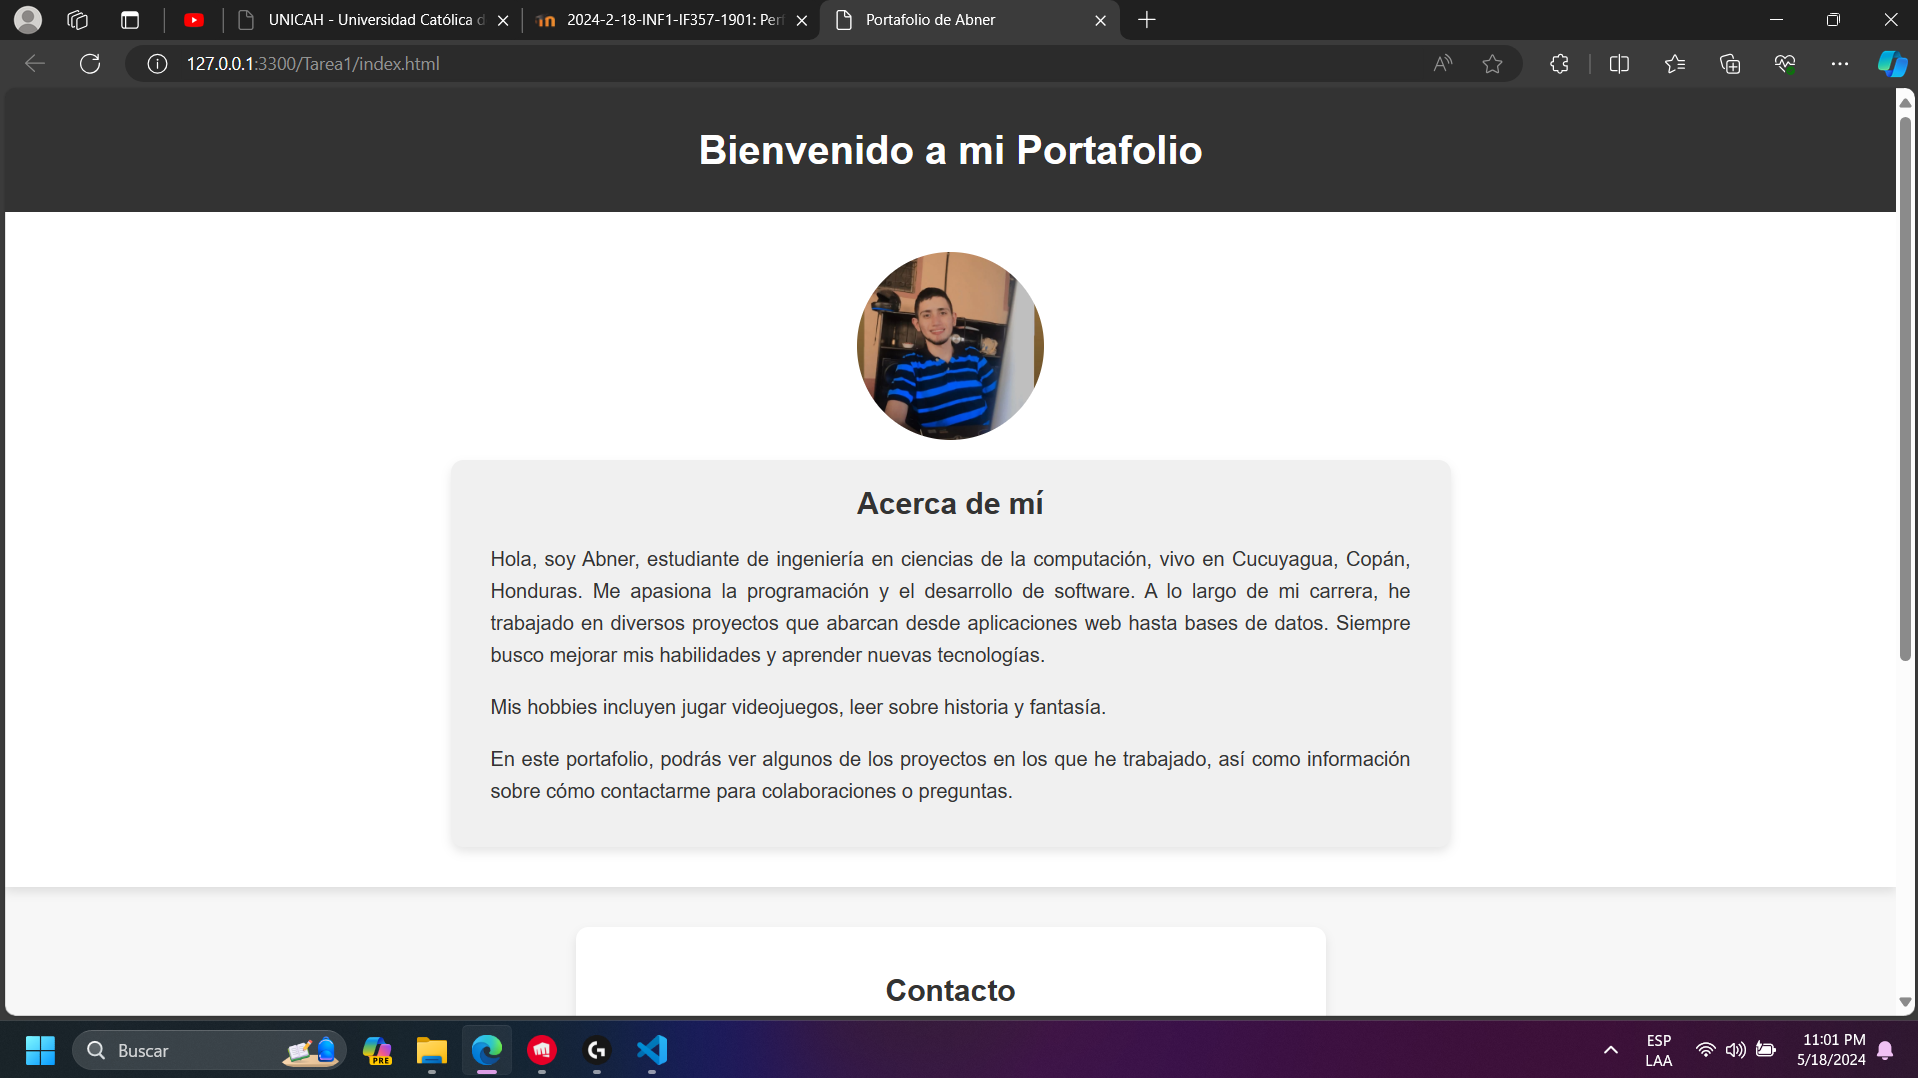 UNICAH - Universidad Católica d
2024-2-18-INF1-IF357-1901: Perf
Portafolio de Abner
127.0.0.1:3300/Tarea1/index.html
Bienvenido a mi Portafolio
Acerca de mí
Hola, soy Abner, estudiante de ingeniería en ciencias de la computación, vivo en Cucuyagua, Copán,
Honduras. Me apasiona la programación y el desarrollo de software. A lo largo de mi carrera, he
trabajado en diversos proyectos que abarcan desde aplicaciones web hasta bases de datos. Siempre
busco mejorar mis habilidades y aprender nuevas tecnologías.
Mis hobbies incluyen jugar videojuegos, leer sobre historia y fantasía.
En este portafolio, podrás ver algunos de los proyectos en los que he trabajado, así como información
sobre cómo contactarme para colaboraciones o preguntas.
Contacto
Buscar
PRE
ESP
LAA
11:01 PM
5/18/2024